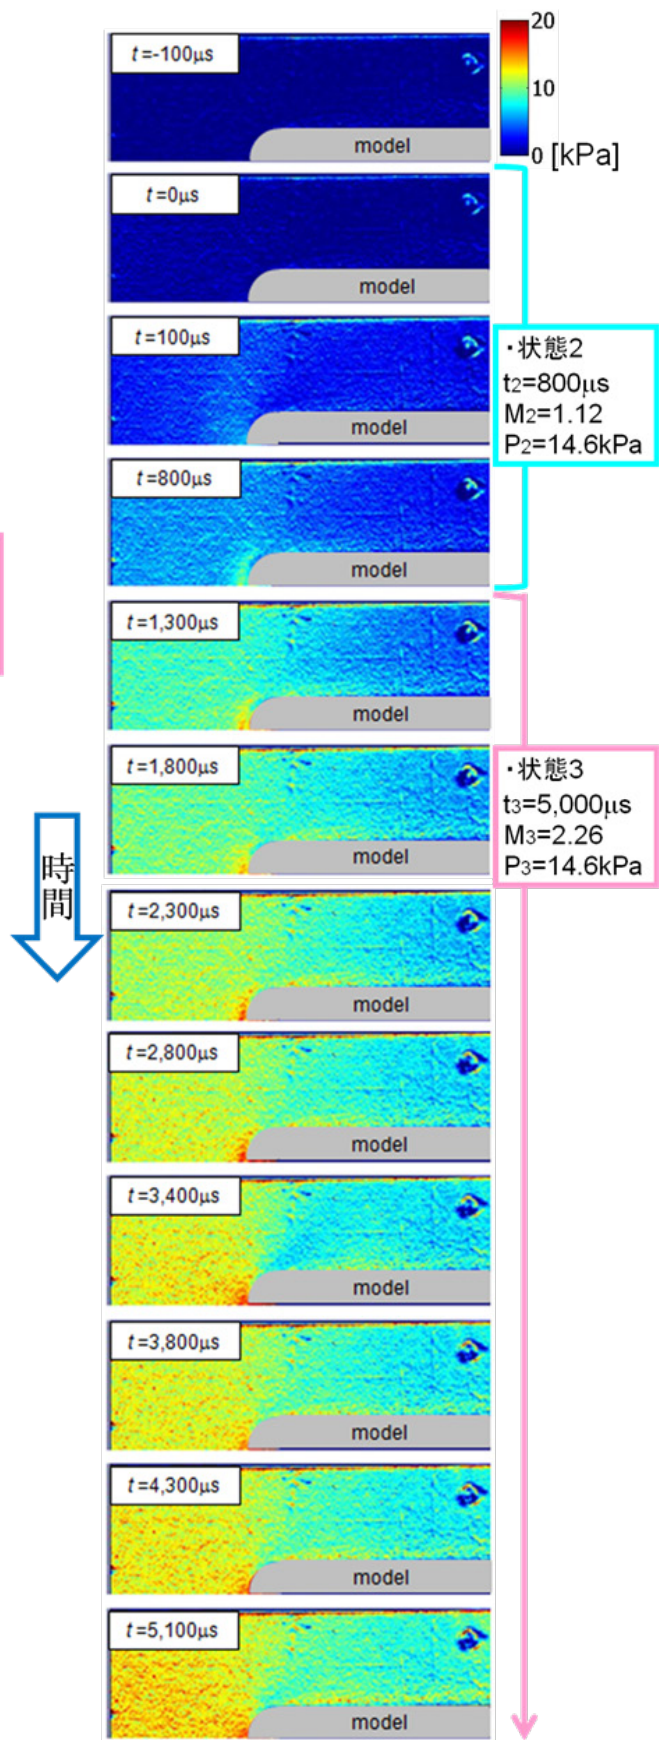 t=-100μs
model
20
10
0 [kPa]
t=0μs
model
t=100μs
model
・状態2
t2=800μs
M2=1.12
P2=14.6kPa
t=800μs
model
t=1,300μs
model
t=1,800μs
model
・状態3
t3=5,000μs
M3=2.26
P3=14.6kPa
時間
t=2,300μs
model
t=2,800μs
model
t=3,400μs
model
t=3,800μs
model
t=4,300μs
model
t=5,100μs
model